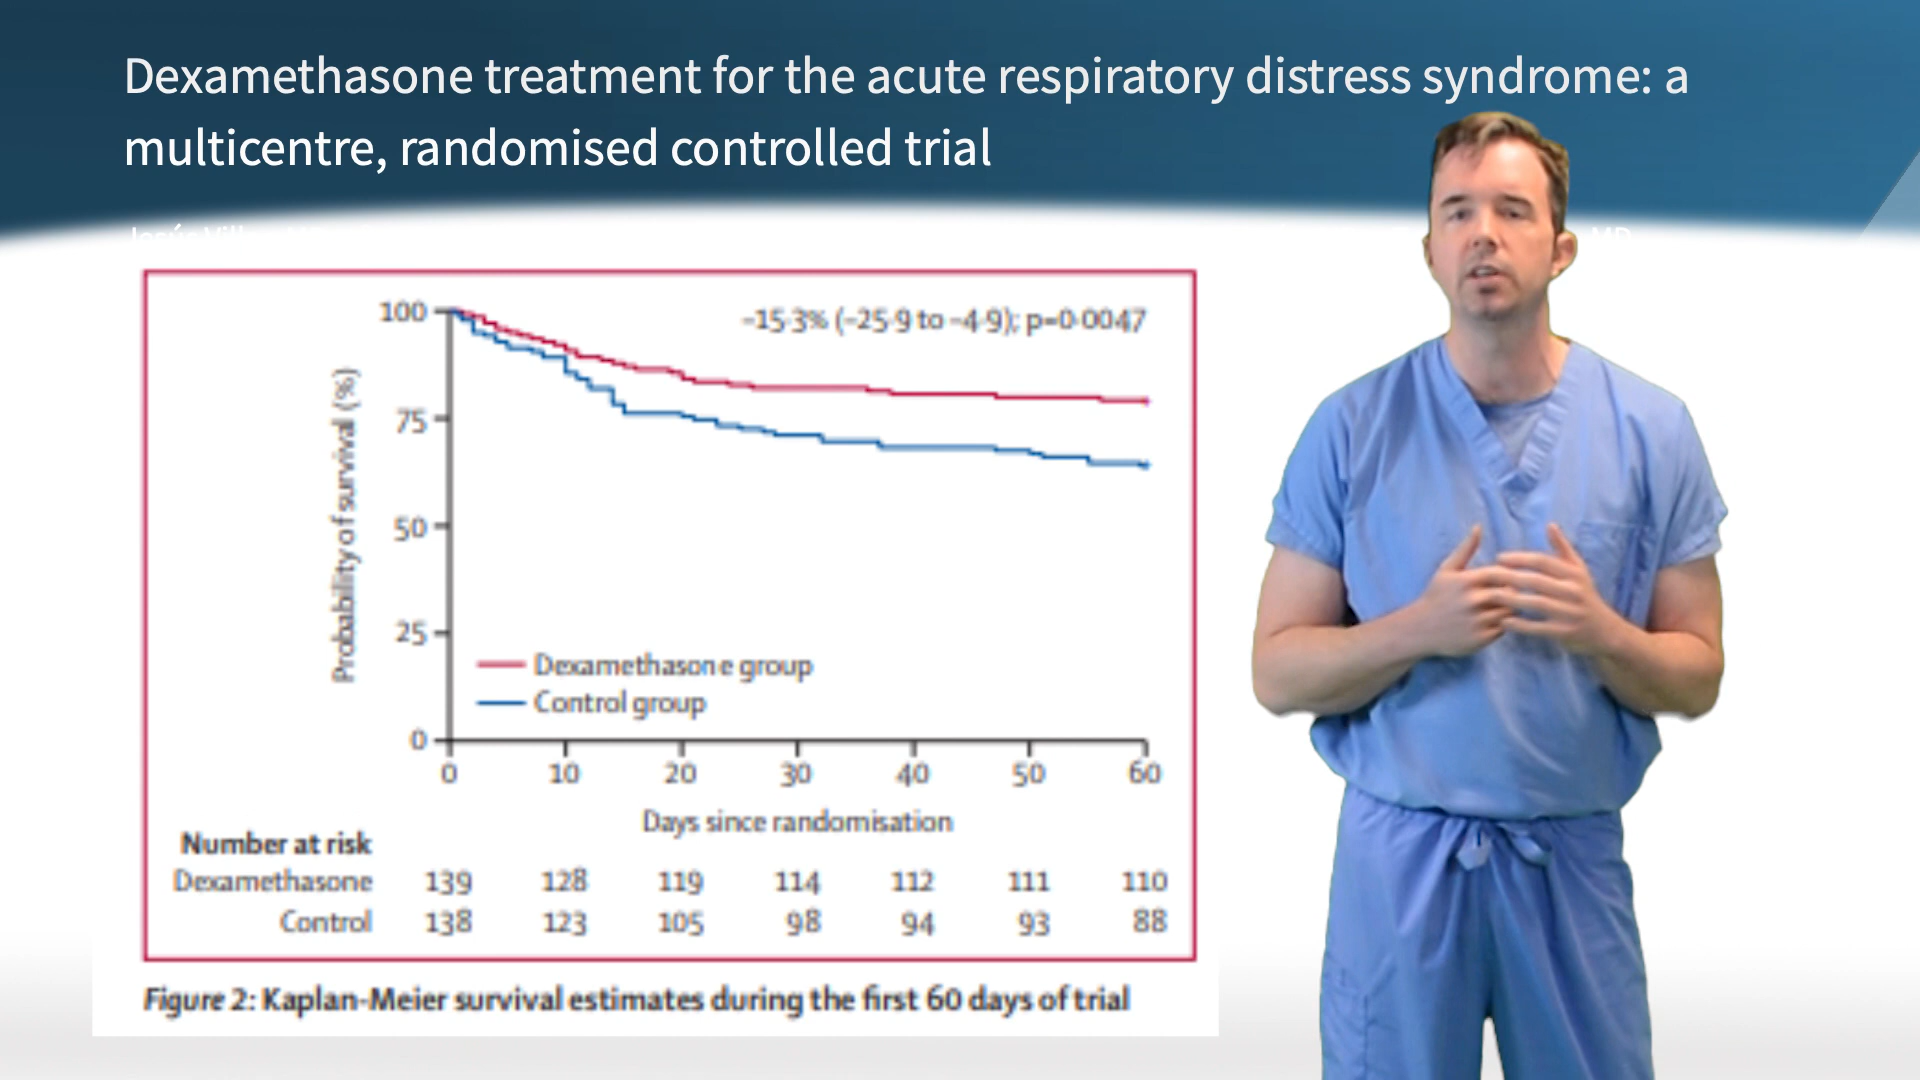 Dexamethasone treatment for the acute respiratory distress syndrome: a
multicentre, randomised controlled trial
MD
-15·3% (-25·9 to -4·9); p=0·0047
Probability of survival (%)
100
75
50
25
0
Dexamethasone group
Control group
0 10 20 30 40 50 60
Days since randomisation
Number at risk
Dexamethasone 139 128 119 114 112 111 110
Control 138 123 105 98 94 93 88
Figure 2: Kaplan-Meier survival estimates during the first 60 days of trial